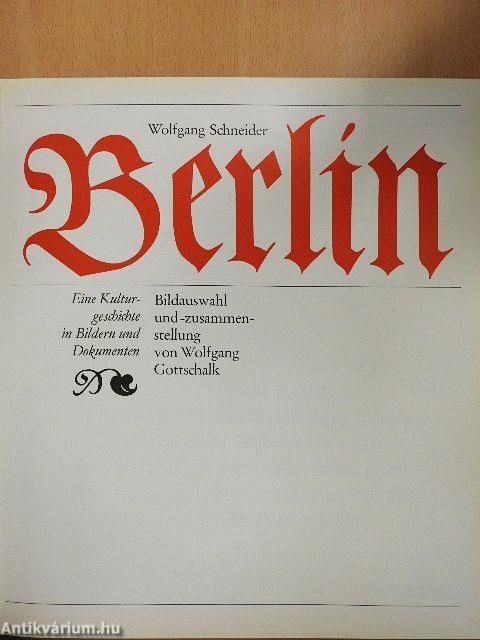 Wolfgang Schneider
Berlin
Eine Kultur-
geschichte
in Bildern und
Dokumenten
Bildauswahl
und -zusammen-
stellung
von Wolfgang
Gottschalk
Antikvárium.hu